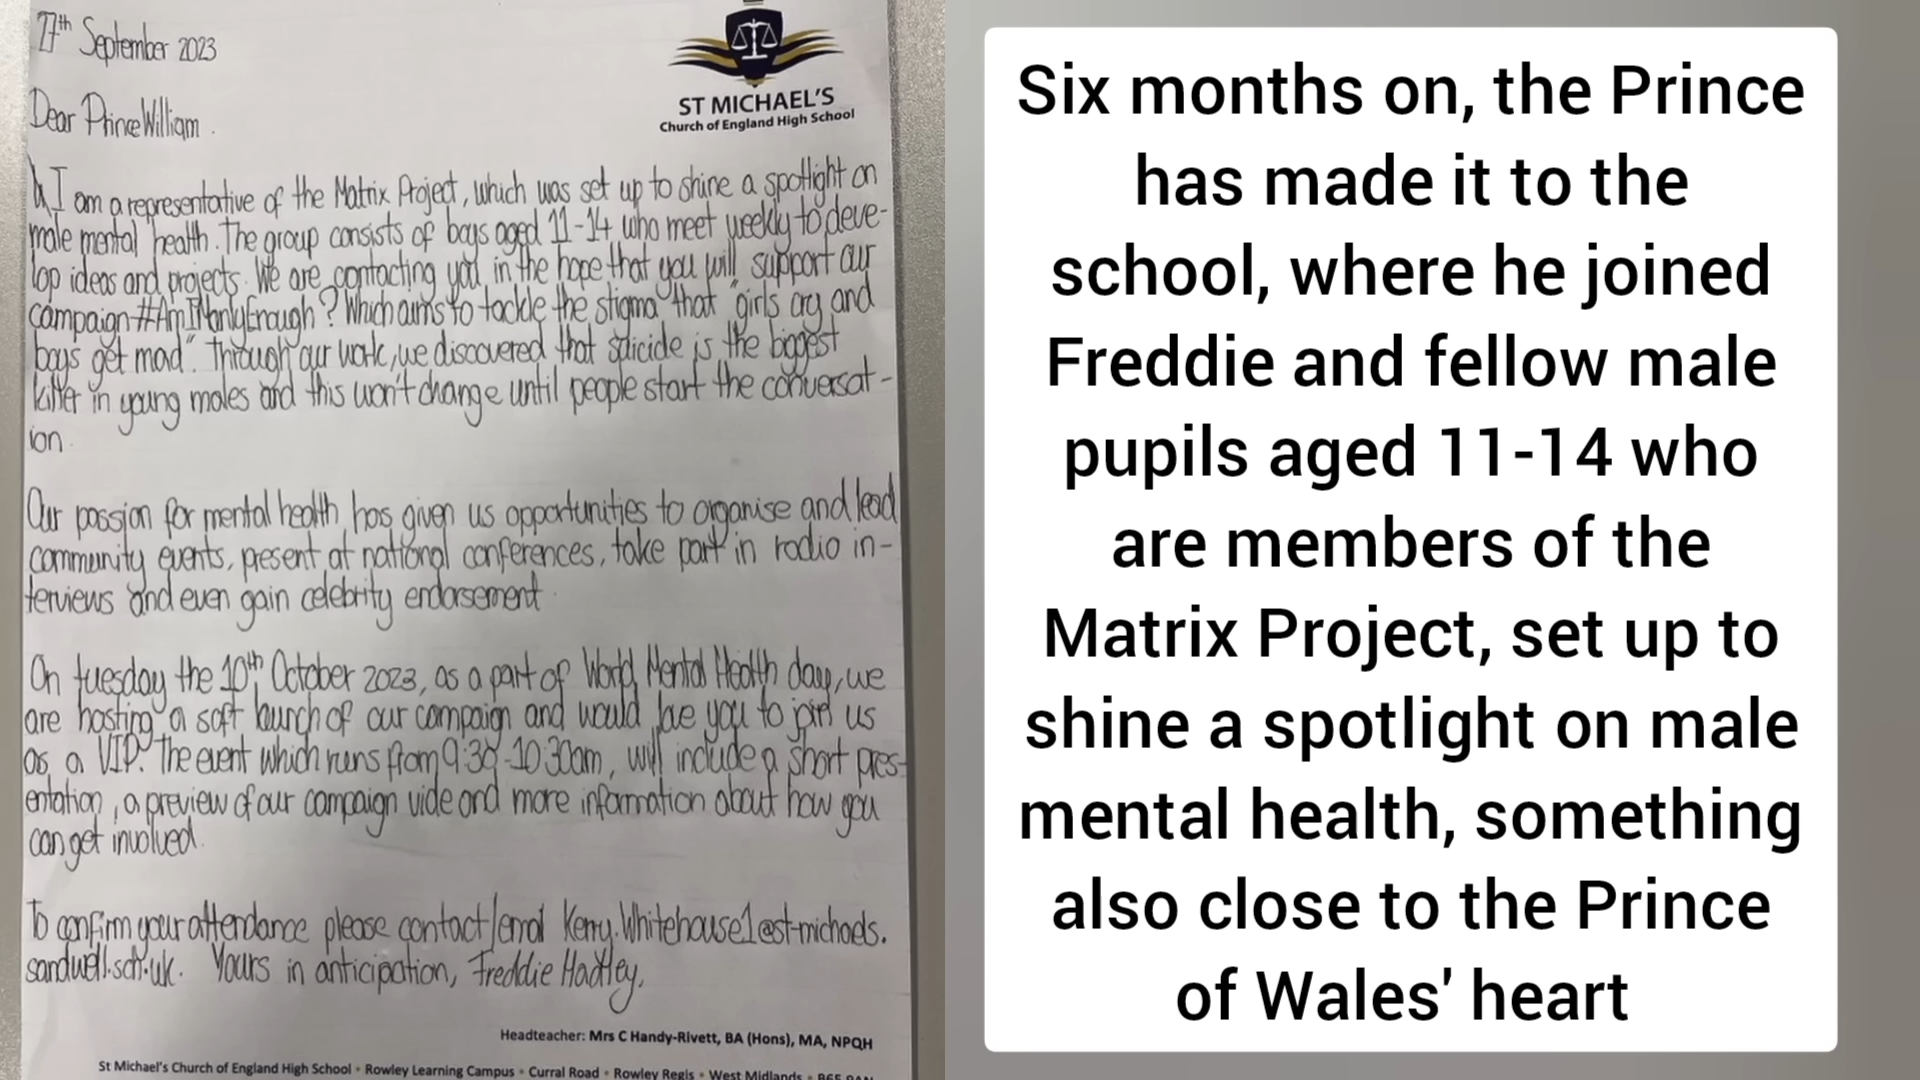 27th September 2023
ST MICHAEL'S
Church of England High School
Dear Prince William.
I am a representative of the Matrix Project, which was set up to shine a spotlight on
male mental health. The group consists of boys aged 11-14 who meet weekly to deve-
lop ideas and projects. We are contacting you in the hope that you will support our
campaign #AmIManlyEnough? Which aims to tackle the stigma that "girls cry and
boys get mad". Through our work, we discovered that suicide is the biggest
killer in young males and this won't change until people start the conversat-
ion.
Our passion for mental health has given us opportunities to organise and lead
community events, present at national conferences, take part in radio in-
terviews and even gain celebrity endorsement.
On tuesday the 10th October 2023, as a part of World Mental Health day, we
are hosting a soft launch of our campaign and would love you to join us
as a VIP. The event which runs from 9:30-10:30am, will include a short pres-
entation, a preview of our campaign vide and more information about how you
can get involved.
To confirm your attendance please contact/email Kerry.Whitehouse1@st-michaels.
sandwell.sch.uk. Yours in anticipation, Freddie Hadley.
Headteacher: Mrs C Handy-Rivett, BA (Hons), MA, NPQH
St Michael's Church of England High School • Rowley Learning Campus • Curral Road • Rowley Regis • West Midlands •
Six months on, the Prince
has made it to the
school, where he joined
Freddie and fellow male
pupils aged 11-14 who
are members of the
Matrix Project, set up to
shine a spotlight on male
mental health, something
also close to the Prince
of Wales' heart